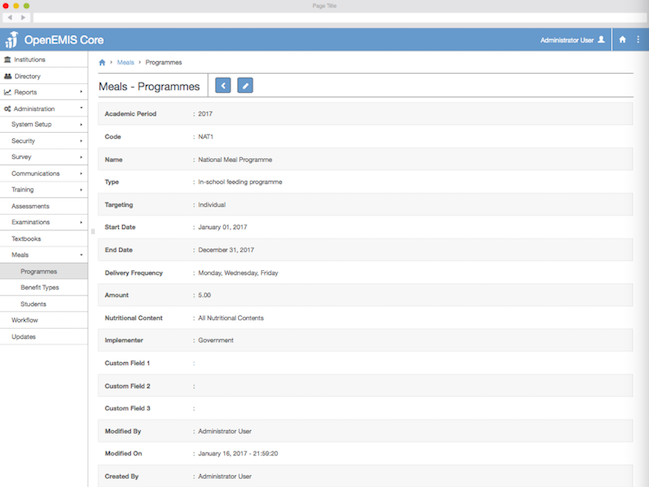 Page Title
OpenEMIS Core
Administrator User
Institutions
Directory
Reports
Administration
System Setup
Security
Survey
Communications
Training
Assessments
Examinations
Textbooks
Meals
Programmes
Benefit Types
Students
Workflow
Updates
Meals › Programmes
Meals - Programmes
Academic Period : 2017
Code : NAT1
Name : National Meal Programme
Type : In-school feeding programme
Targeting : Individual
Start Date : January 01, 2017
End Date : December 31, 2017
Delivery Frequency : Monday, Wednesday, Friday
Amount : 5.00
Nutritional Content : All Nutritional Contents
Implementer : Government
Custom Field 1 :
Custom Field 2 :
Custom Field 3 :
Modified By : Administrator User
Modified On : January 16, 2017 - 21:59:20
Created By : Administrator User